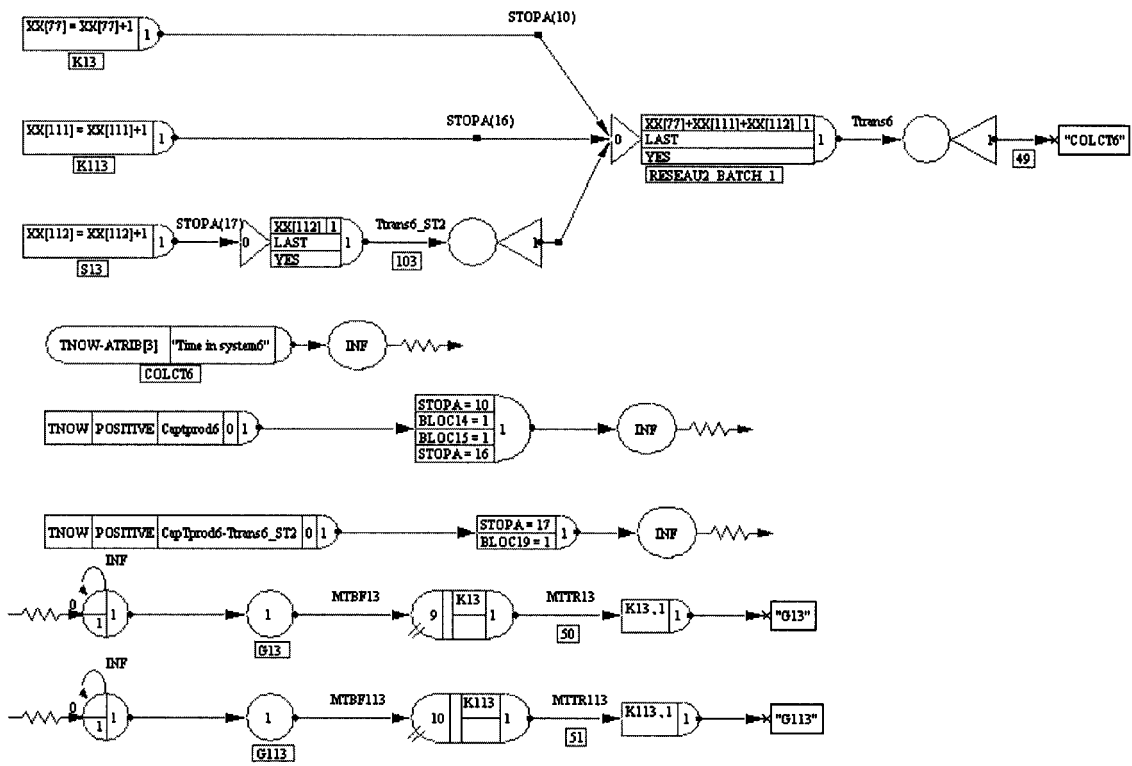 STOPA(10)
XX[77] = XX[77]+1 1
K13
STOPA(16)
XX[111] = XX[111]+1 1
K113
0 XX[77]+XX[111]+XX[112] 1
LAST 1
YES
RESEAU2_BATCH_1
Ttrans6
1
49
"COLCT6"
STOPA(17)
XX[112] = XX[112]+1 1
S13
0 XX[112] 1
LAST 1
YES
Ttrans6_ST2
103
1
TNOW-ATRIB[3] "Time in system6" 1
COLCT6
INF
TNOW POSITIVE Captprod6 0 1
STOPA = 10
BLOC14 = 1
BLOC15 = 1
STOPA = 16
1
INF
TNOW POSITIVE CapTprod6-Ttrans6_ST2 0 1
STOPA = 17
BLOC19 = 1
1
INF
INF
0 1 1
1
G13
MTBF13
9 K13 1
MTTR13
50
K13,1 1
"G13"
INF
0 1 1
1
G113
MTBF113
10 K113 1
MTTR113
51
K113,1 1
"G113"